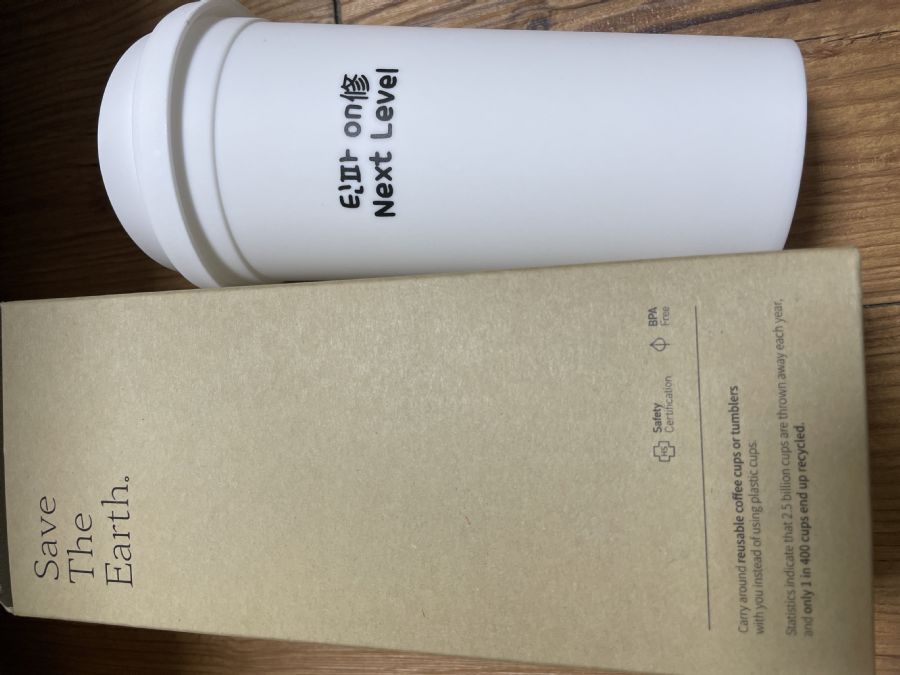 on修
Next Level
Save
The
Earth.
HS
Safety
Certification
BPA
Free
Carry around reusable coffee cups or tumblers
with you instead of using plastic cups.
Statistics indicate that 2.5 billion cups are thrown away each year,
and only 1 in 400 cups end up recycled.